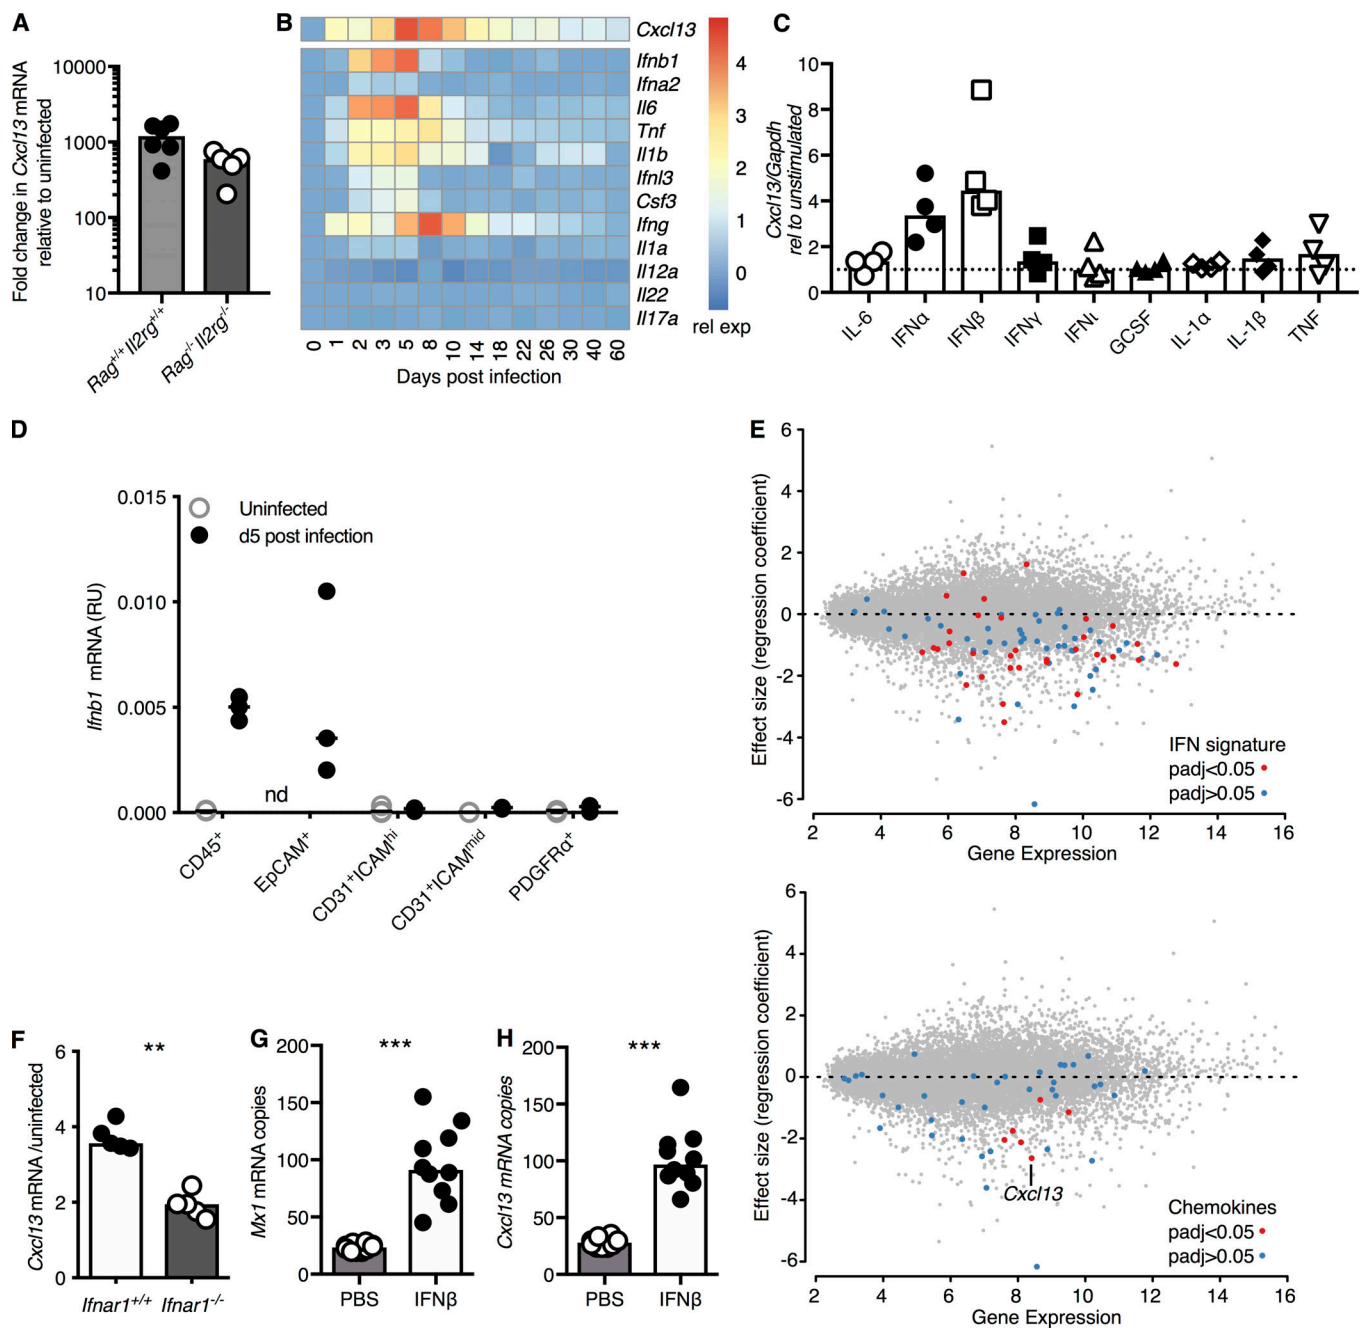 A
Fold change in Cxcl13 mRNA
relative to uninfected
10000
1000
100
10
Rag+/+ Il2rg+/+
Rag-/- Il2rg-/-
B
Cxcl13
Ifnb1
Ifna2
Il6
Tnf
Il1b
Ifnl3
Csf3
Ifng
Il1a
Il12a
Il22
Il17a
0 1 2 3 5 8 10 14 18 22 26 30 40 60
Days post infection
4
3
2
1
0
rel exp
C
Cxcl13/Gapdh
rel to unstimulated
10
8
6
4
2
0
IL-6
IFNα
IFNβ
IFNγ
IFNι
GCSF
IL-1α
IL-1β
TNF
D
Ifnb1 mRNA (RU)
0.015
0.010
0.005
0.000
Uninfected
d5 post infection
nd
CD45+
EpCAM+
CD31+ICAMhi
CD31+ICAMmid
PDGFRα+
E
Effect size (regression coefficient)
6
4
2
0
-2
-4
-6
IFN signature
padj<0.05
padj>0.05
2 4 6 8 10 12 14 16
Gene Expression
Effect size (regression coefficient)
6
4
2
0
-2
-4
-6
Cxcl13
Chemokines
padj<0.05
padj>0.05
2 4 6 8 10 12 14 16
Gene Expression
F
Cxcl13 mRNA /uninfected
6
4
2
0
**
Ifnar1+/+ Ifnar1-/-
G
Mx1 mRNA copies
200
150
100
50
0
***
PBS IFNβ
H
Cxcl13 mRNA copies
200
150
100
50
0
***
PBS IFNβ